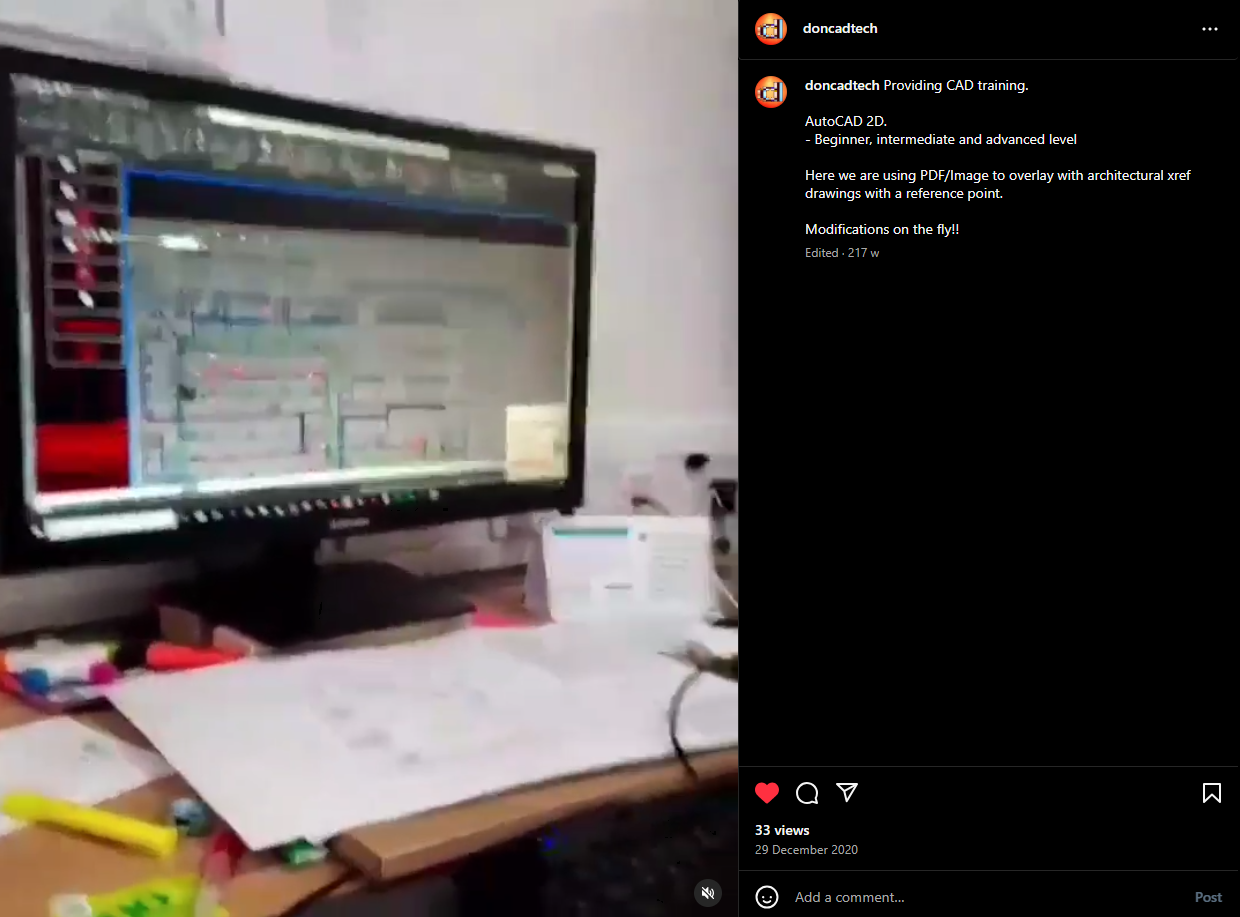 doncadtech
doncadtech Providing CAD training.
AutoCAD 2D.
- Beginner, intermediate and advanced level
Here we are using PDF/Image to overlay with architectural xref
drawings with a reference point.
Modifications on the fly!!
Edited · 217 w
33 views
29 December 2020
Add a comment...
Post